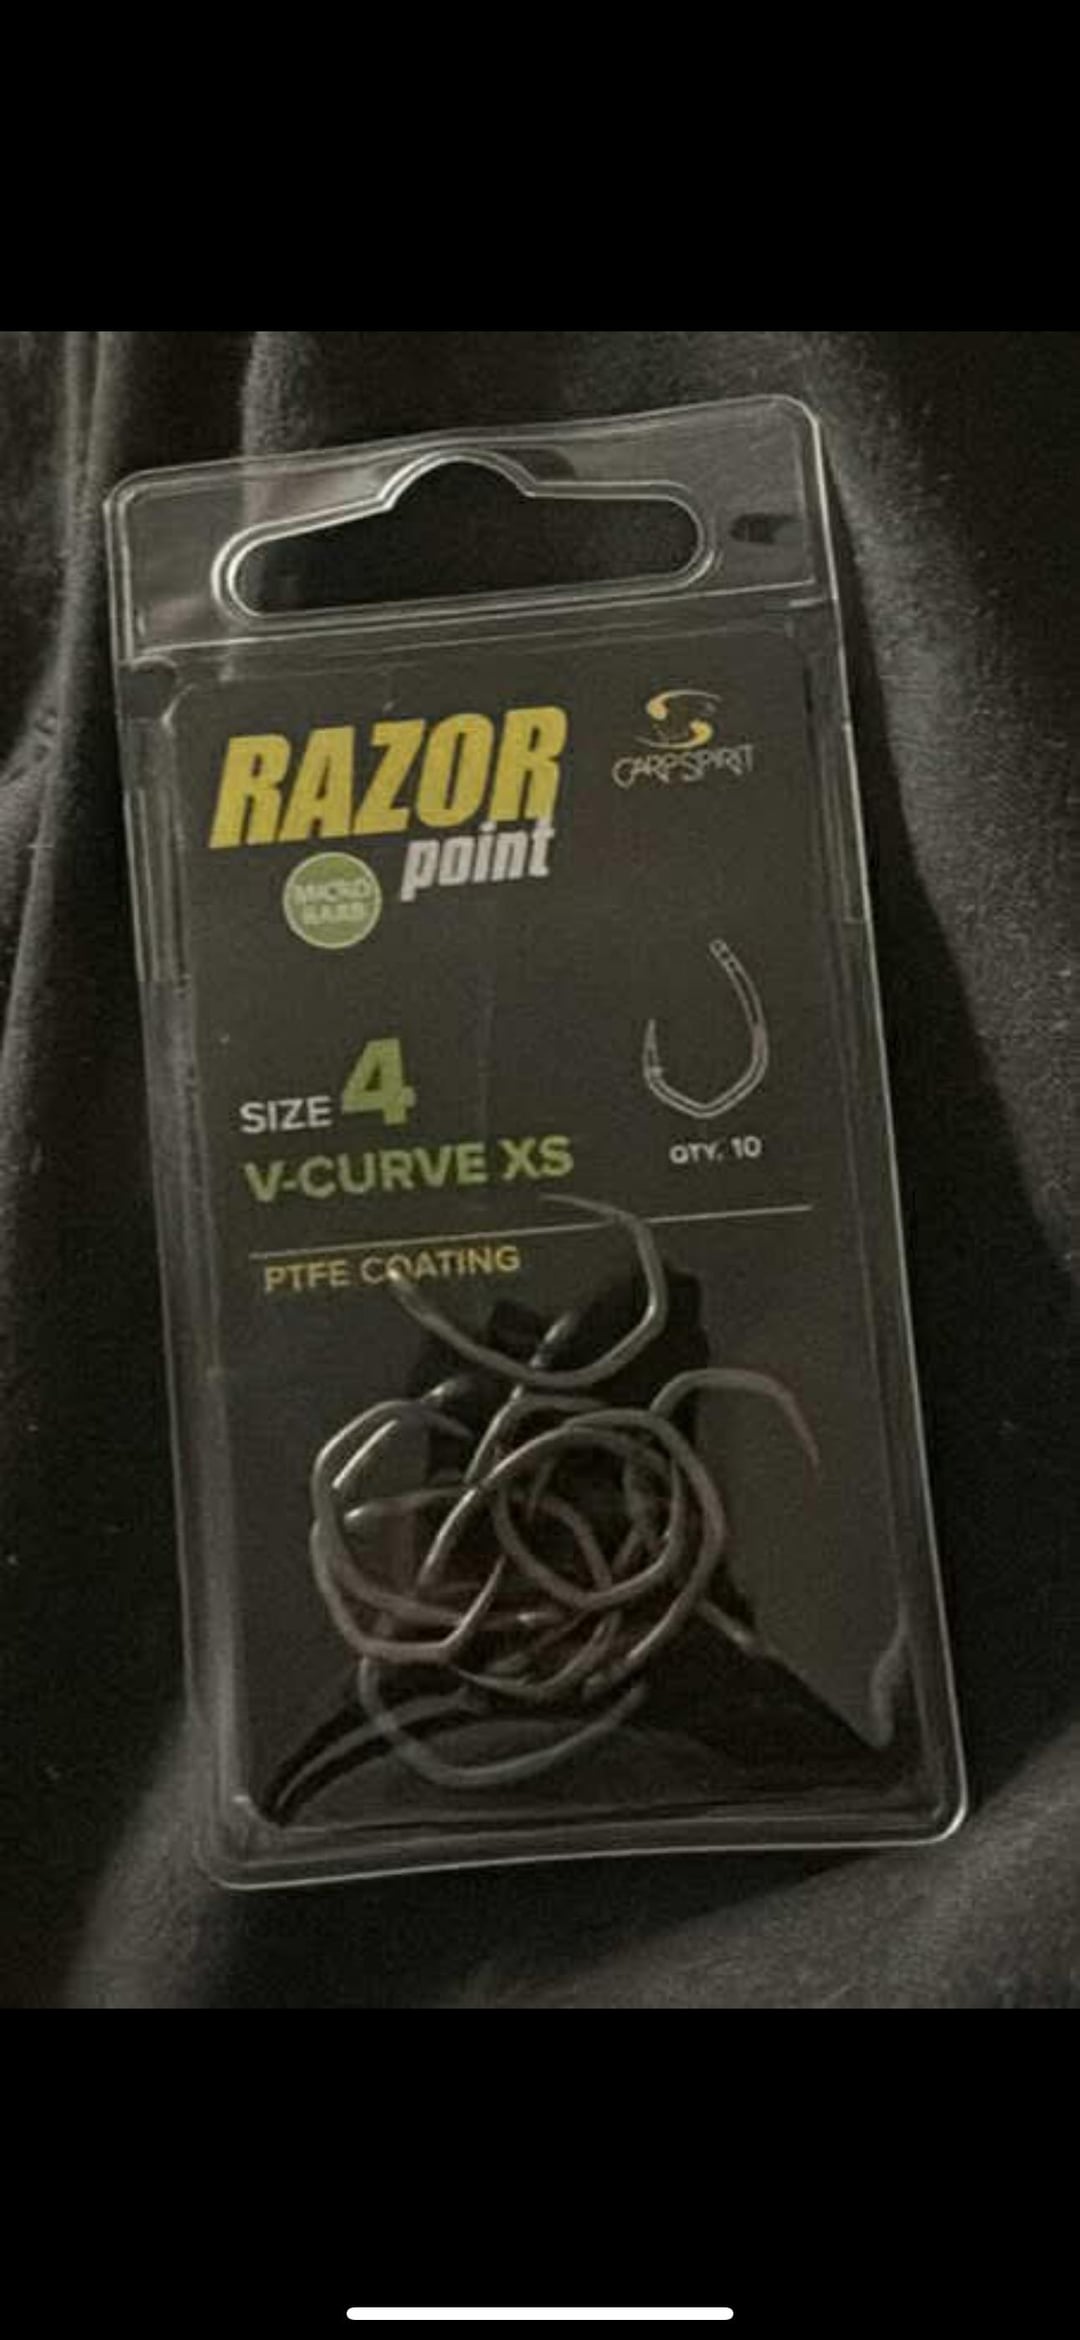 RAZOR
point
CARPSPIRIT
MICRO
BARB
SIZE 4
V-CURVE XS
QTY. 10
PTFE COATING